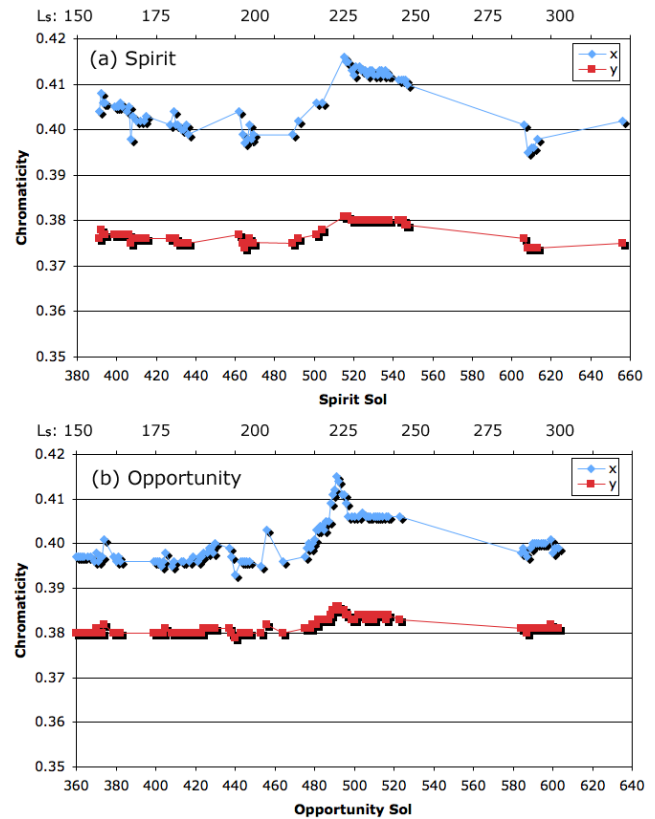 Ls: 150 175 200 225 250 275 300
(a) Spirit
x
y
0.42
0.41
0.40
0.39
0.38
0.37
0.36
0.35
Chromaticity
380 400 420 440 460 480 500 520 540 560 580 600 620 640 660
Spirit Sol
Ls: 150 175 200 225 250 275 300
(b) Opportunity
x
y
0.42
0.41
0.40
0.39
0.38
0.37
0.36
0.35
Chromaticity
360 380 400 420 440 460 480 500 520 540 560 580 600 620 640
Opportunity Sol